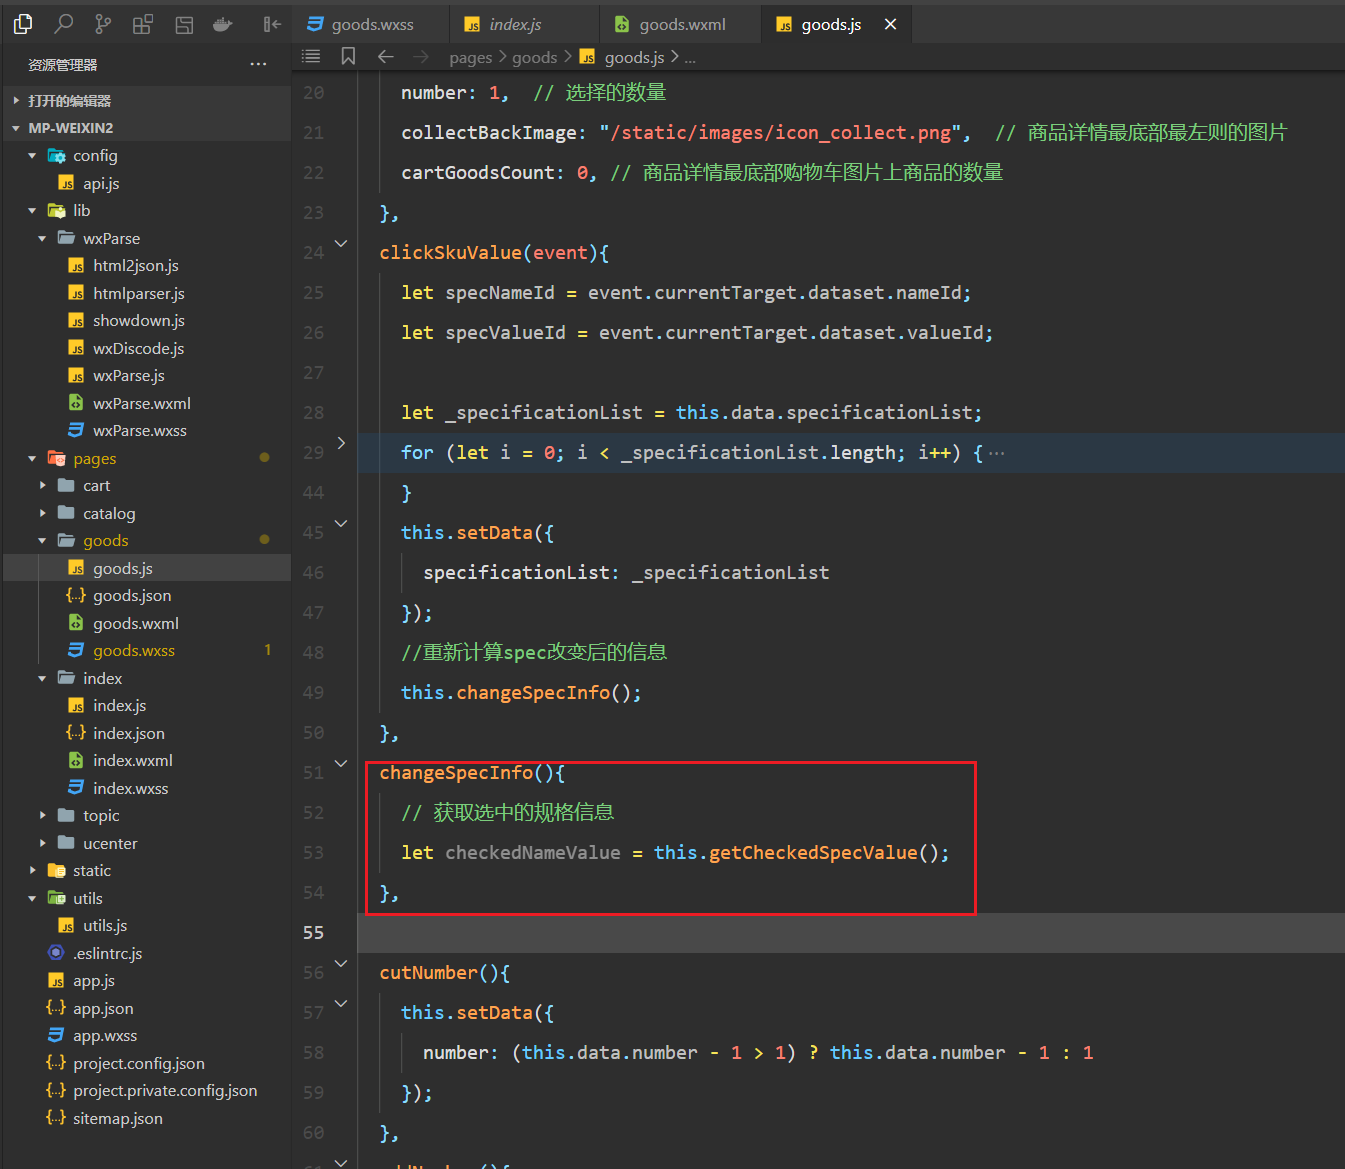 goods.wxss
index.js
goods.wxml
goods.js
资源管理器
pages > goods > goods.js > ...
打开的编辑器
MP-WEIXIN2
config
api.js
lib
wxParse
html2json.js
htmlparser.js
showdown.js
wxDiscode.js
wxParse.js
wxParse.wxml
wxParse.wxss
pages
cart
catalog
goods
goods.js
goods.json
goods.wxml
goods.wxss 1
index
index.js
index.json
index.wxml
index.wxss
topic
ucenter
static
utils
utils.js
.eslintrc.js
app.js
app.json
app.wxss
project.config.json
project.private.config.json
sitemap.json
20 number: 1, // 选择的数量
21 collectBackImage: "/static/images/icon_collect.png", // 商品详情最底部最左则的图片
22 cartGoodsCount: 0, // 商品详情最底部购物车图片上商品的数量
23 },
24 clickSkuValue(event){
25 let specNameId = event.currentTarget.dataset.nameId;
26 let specValueId = event.currentTarget.dataset.valueId;
27
28 let _specificationList = this.data.specificationList;
29 for (let i = 0; i < _specificationList.length; i++) {···
44 }
45 this.setData({
46 specificationList: _specificationList
47 });
48 //重新计算spec改变后的信息
49 this.changeSpecInfo();
50 },
51 changeSpecInfo(){
52 // 获取选中的规格信息
53 let checkedNameValue = this.getCheckedSpecValue();
54 },
55
56 cutNumber(){
57 this.setData({
58 number: (this.data.number - 1 > 1) ? this.data.number - 1 : 1
59 });
60 },